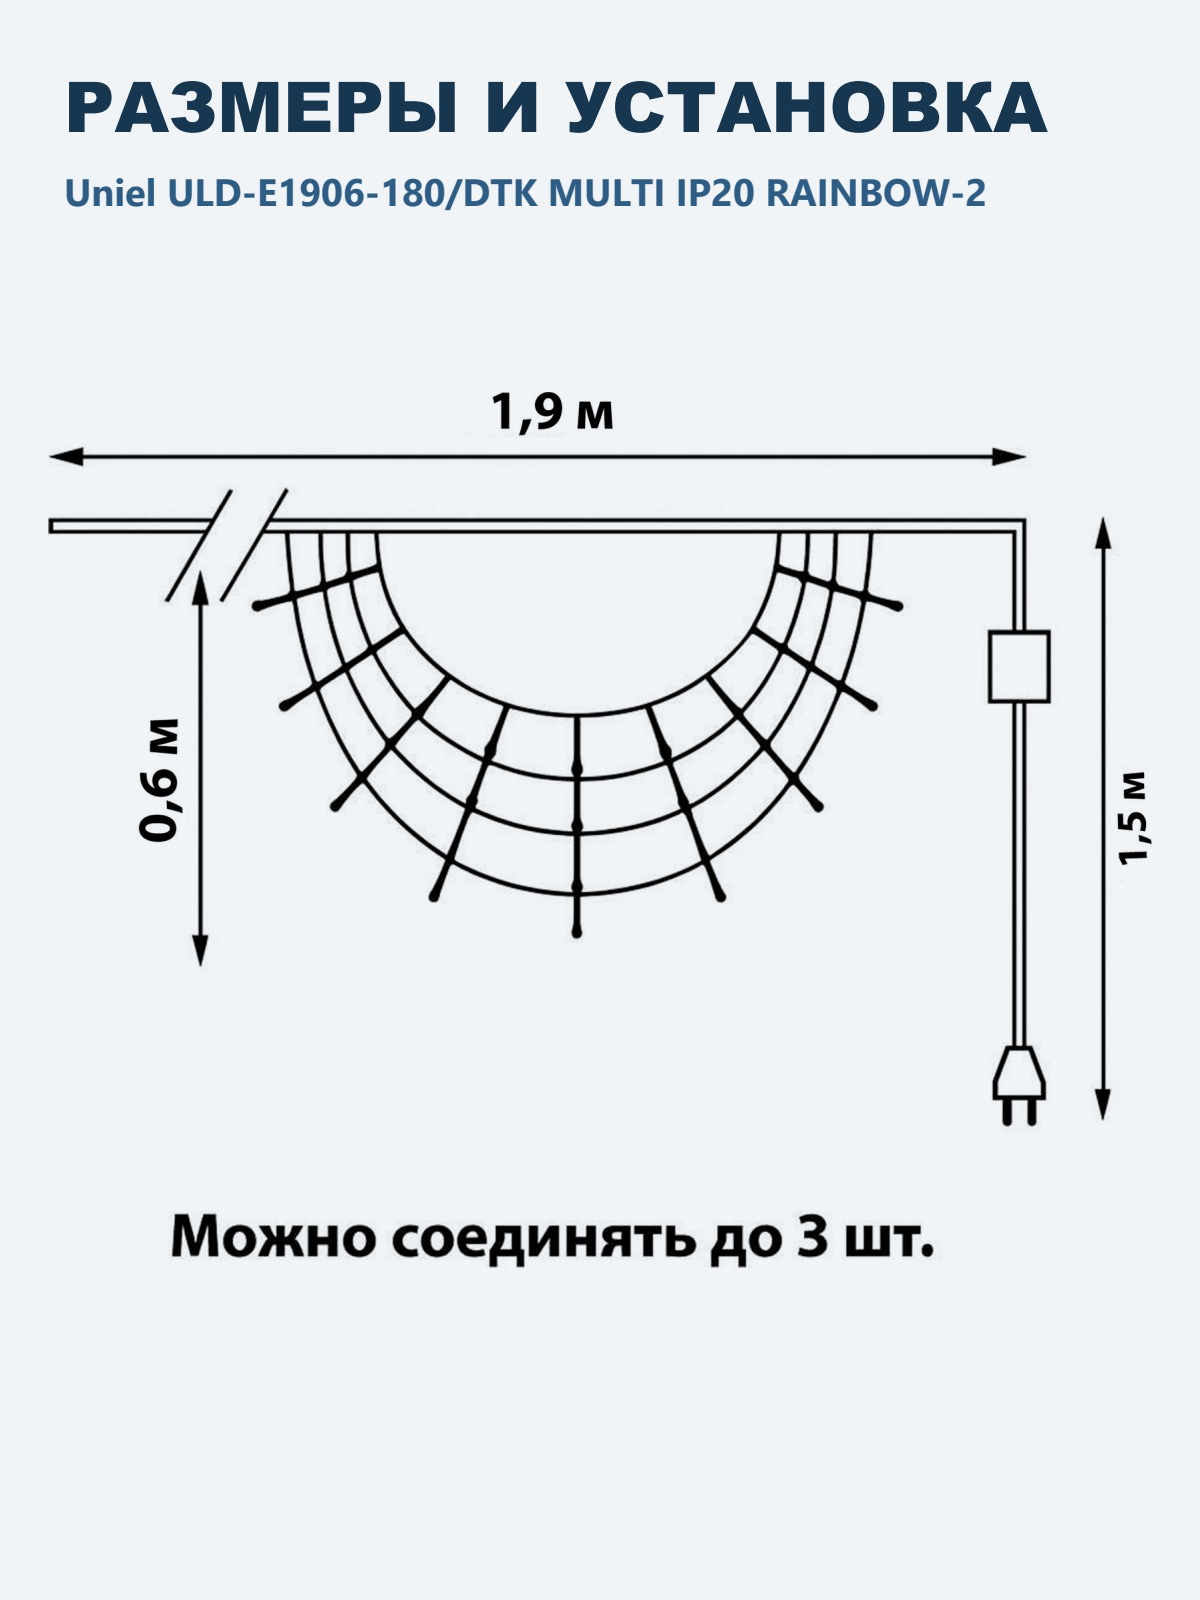 РАЗМЕРЫ И УСТАНОВКА
Uniel ULD-E1906-180/DTK MULTI IP20 RAINBOW-2
1,9 м
0,6 м
1,5 м
Можно соединять до 3 шт.